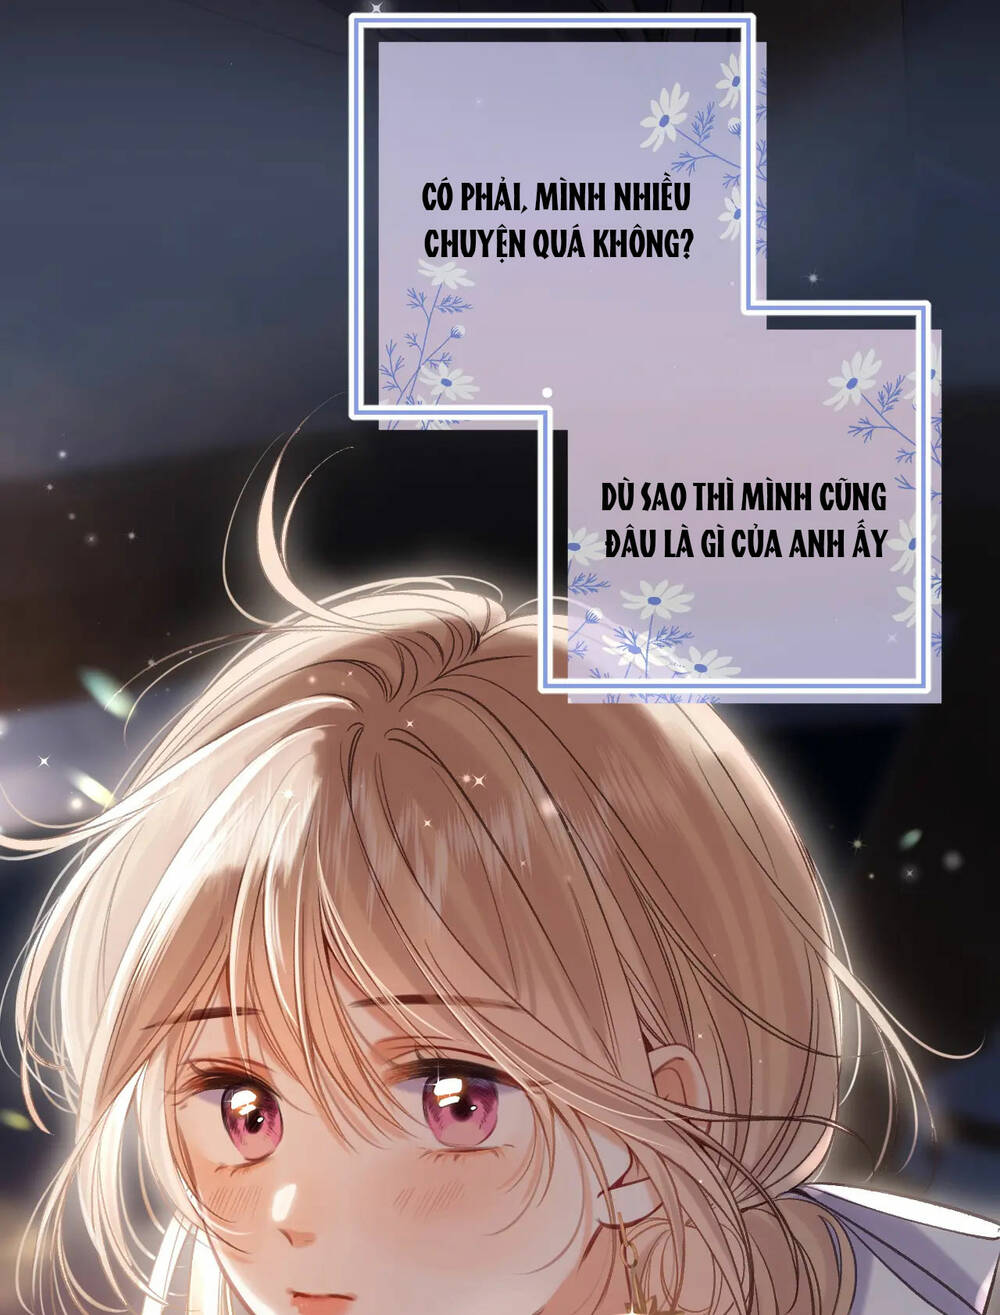 CÓ PHẢI, MÌNH NHIỀU
CHUYỆN QUÁ KHÔNG?
DÙ SAO THÌ MÌNH CŨNG
ĐÂU LÀ GÌ CỦA ANH ẤY